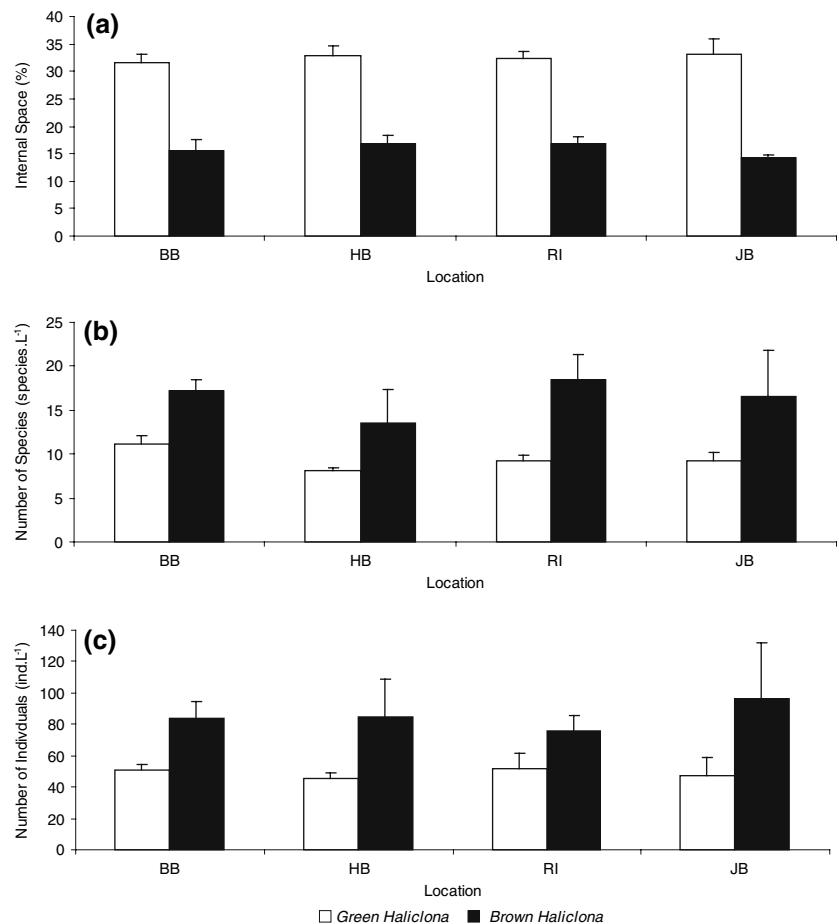 (a)
Internal Space (%)
40
35
30
25
20
15
10
5
0
BB HB RI JB
Location
(b)
Number of Species (species.L-1)
25
20
15
10
5
0
BB HB RI JB
Location
(c)
Number of Indivduals (ind.L-1)
140
120
100
80
60
40
20
0
BB HB RI JB
Location
Green Haliclona Brown Haliclona